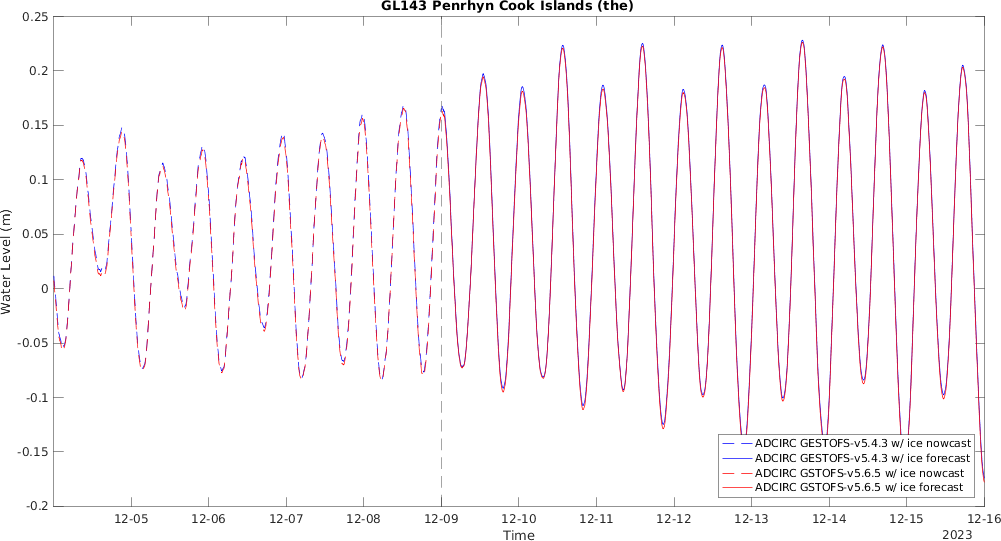 GL143 Penrhyn Cook Islands (the)
0.25
0.2
0.15
0.1
0.05
0
-0.05
-0.1
-0.15
-0.2
Water Level (m)
ADCIRC GESTOFS-v5.4.3 w/ ice nowcast
ADCIRC GESTOFS-v5.4.3 w/ ice forecast
ADCIRC GSTOFS-v5.6.5 w/ ice nowcast
ADCIRC GSTOFS-v5.6.5 w/ ice forecast
12-05 12-06 12-07 12-08 12-09 12-10 12-11 12-12 12-13 12-14 12-15 12-16
Time
2023